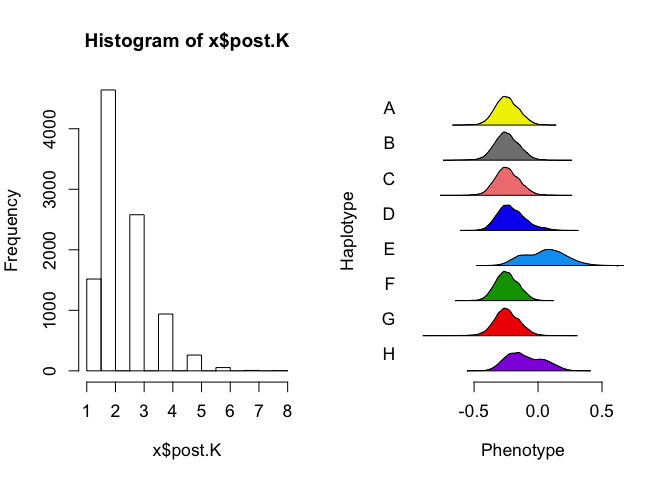 Histogram of x$post.K
Frequency
0 1000 2000 3000 4000
1 2 3 4 5 6 7 8
x$post.K
Haplotype
A
B
C
D
E
F
G
H
-0.5 0.0 0.5
Phenotype